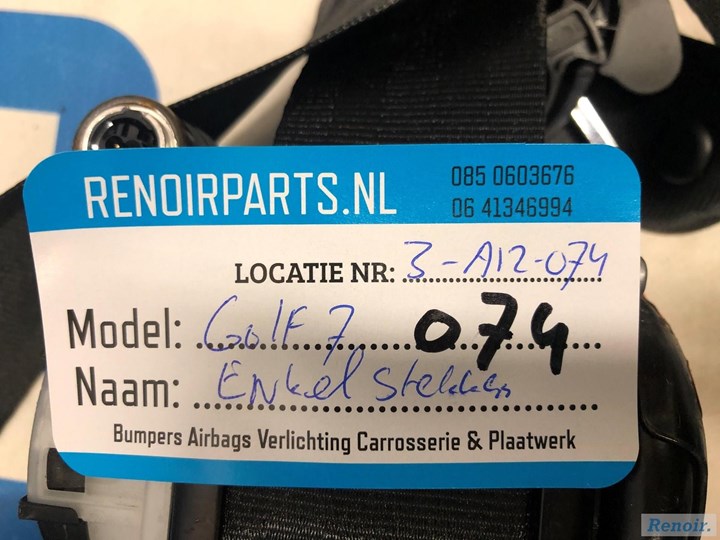 RENOIRPARTS.NL
085 0603676
06 41346994
LOCATIE NR: 3-A12-074
Model: Golf 7 074
Naam: Enkel stekker
Bumpers Airbags Verlichting Carrosserie & Plaatwerk
Renoir.